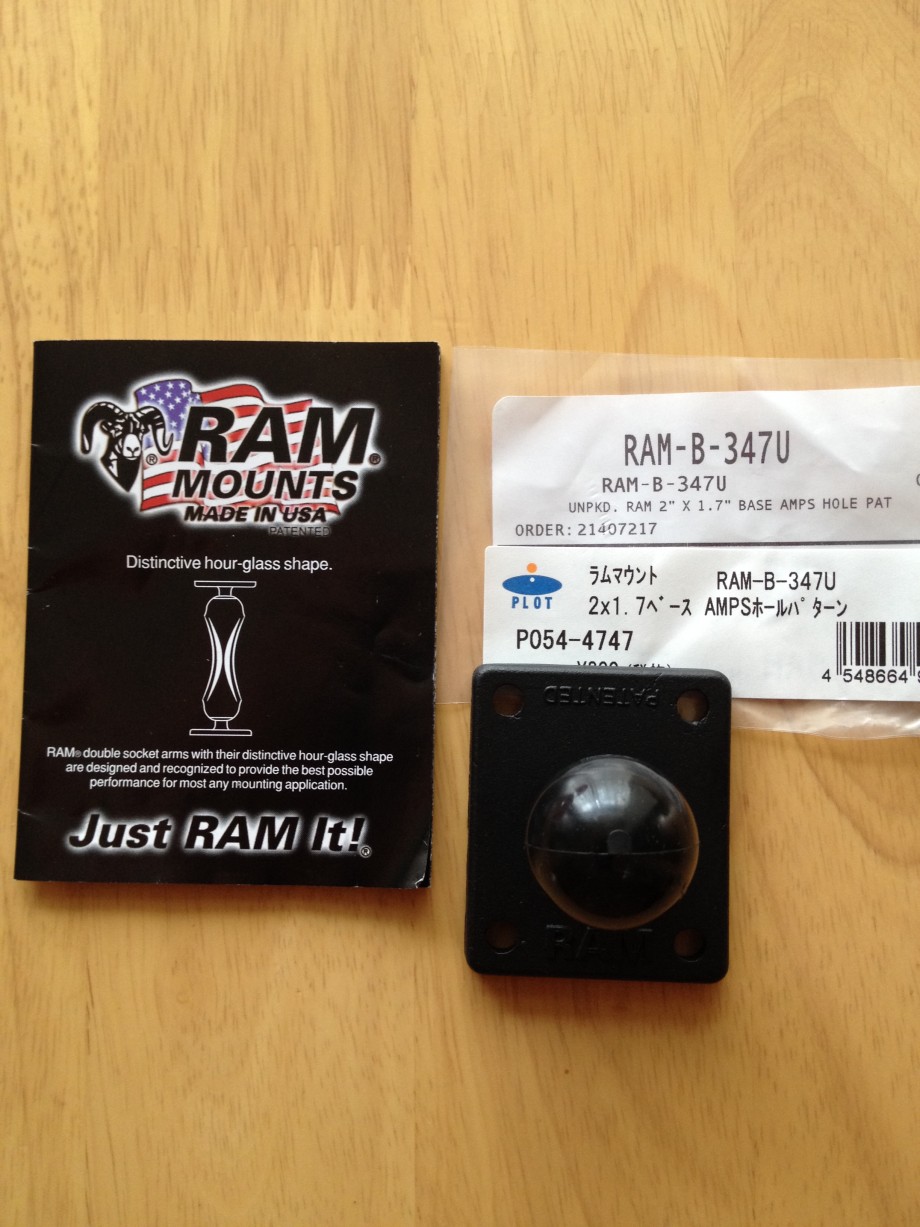 RAM®
MOUNTS
®
MADE IN USA
PATENTED
Distinctive hour-glass shape.
RAM® double socket arms with their distinctive hour-glass shape
are designed and recognized to provide the best possible
performance for most any mounting application.
Just RAM It!®
RAM-B-347U
RAM-B-347U
UNPKD. RAM 2" X 1.7" BASE AMPS HOLE PAT
ORDER: 21407217
PLOT
ラムマウント RAM-B-347U
2x1.7ベース AMPSホールパターン
P054-4747
4 548664 9
PATENTED
RAM